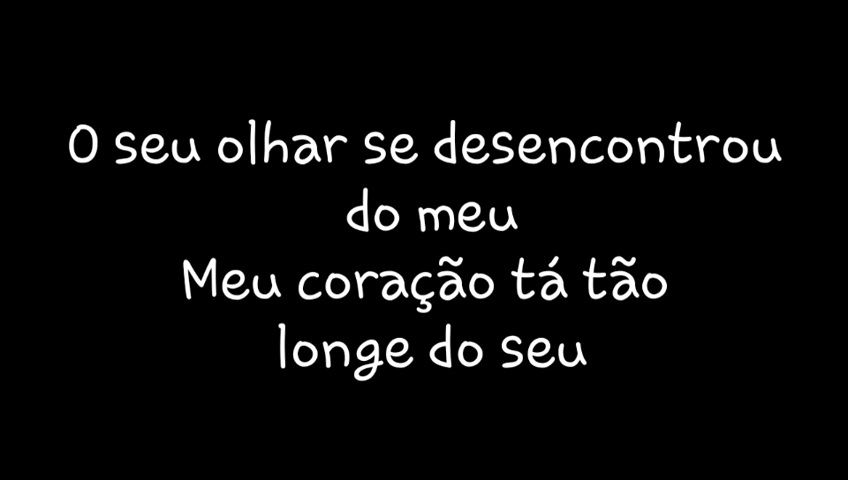 O seu olhar se desencontrou
do meu
Meu coração tá tão
longe do seu